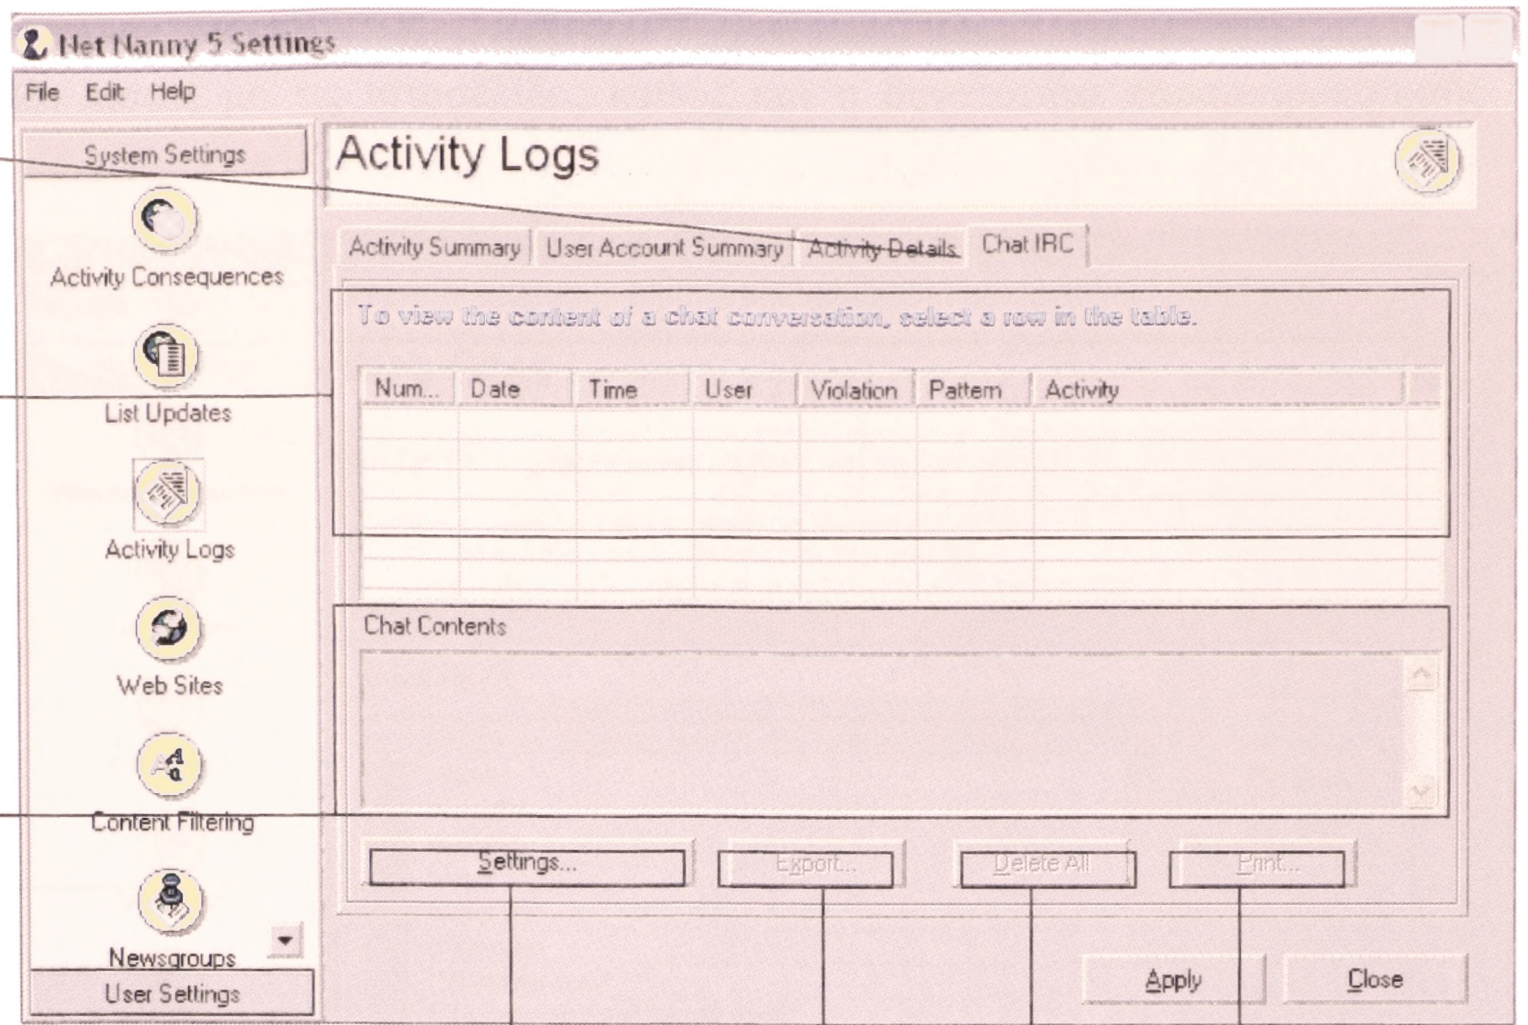 Net Nanny 5 Settings
File Edit Help
System Settings
Activity Consequences
List Updates
Activity Logs
Web Sites
Content Filtering
Newsgroups
User Settings
Activity Logs
Activity Summary User Account Summary Activity Details Chat IRC
To view the content of a chat conversation, select a row in the table.
Num... Date Time User Violation Pattern Activity
Chat Contents
Settings... Export... Delete All Print...
Apply Close